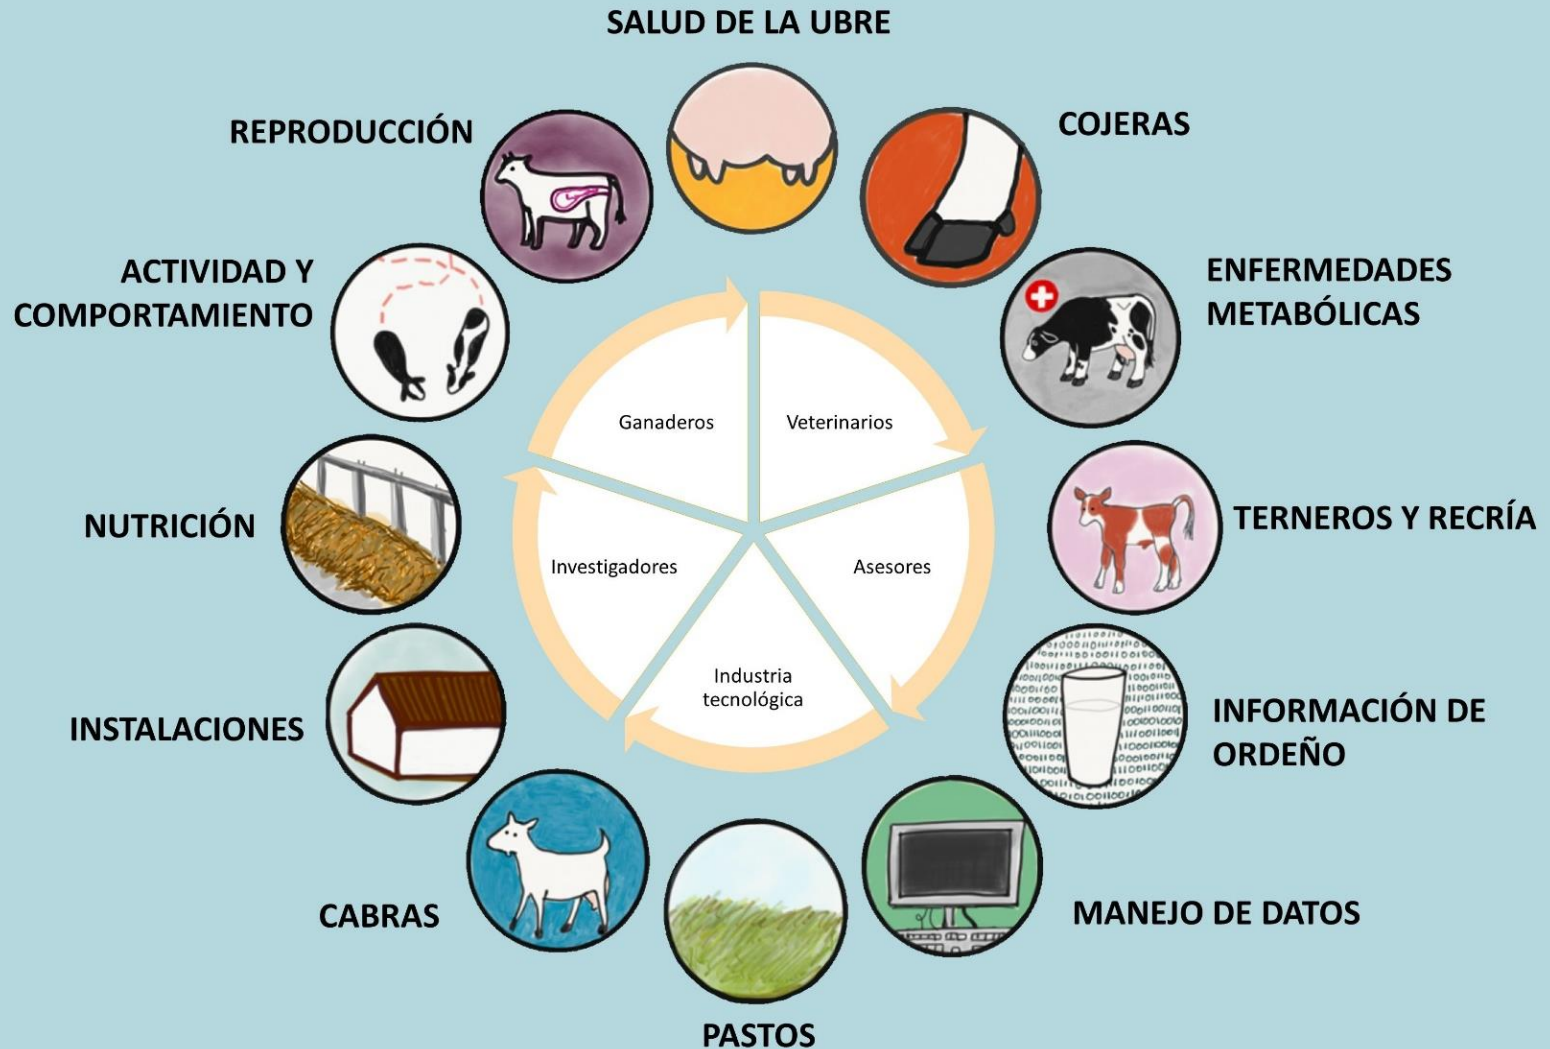 SALUD DE LA UBRE
COJERAS
ENFERMEDADES
METABÓLICAS
TERNEROS Y RECRÍA
INFORMACIÓN DE
ORDEÑO
MANEJO DE DATOS
PASTOS
CABRAS
INSTALACIONES
NUTRICIÓN
ACTIVIDAD Y
COMPORTAMIENTO
REPRODUCCIÓN
Ganaderos
Veterinarios
Asesores
Industria
tecnológica
Investigadores